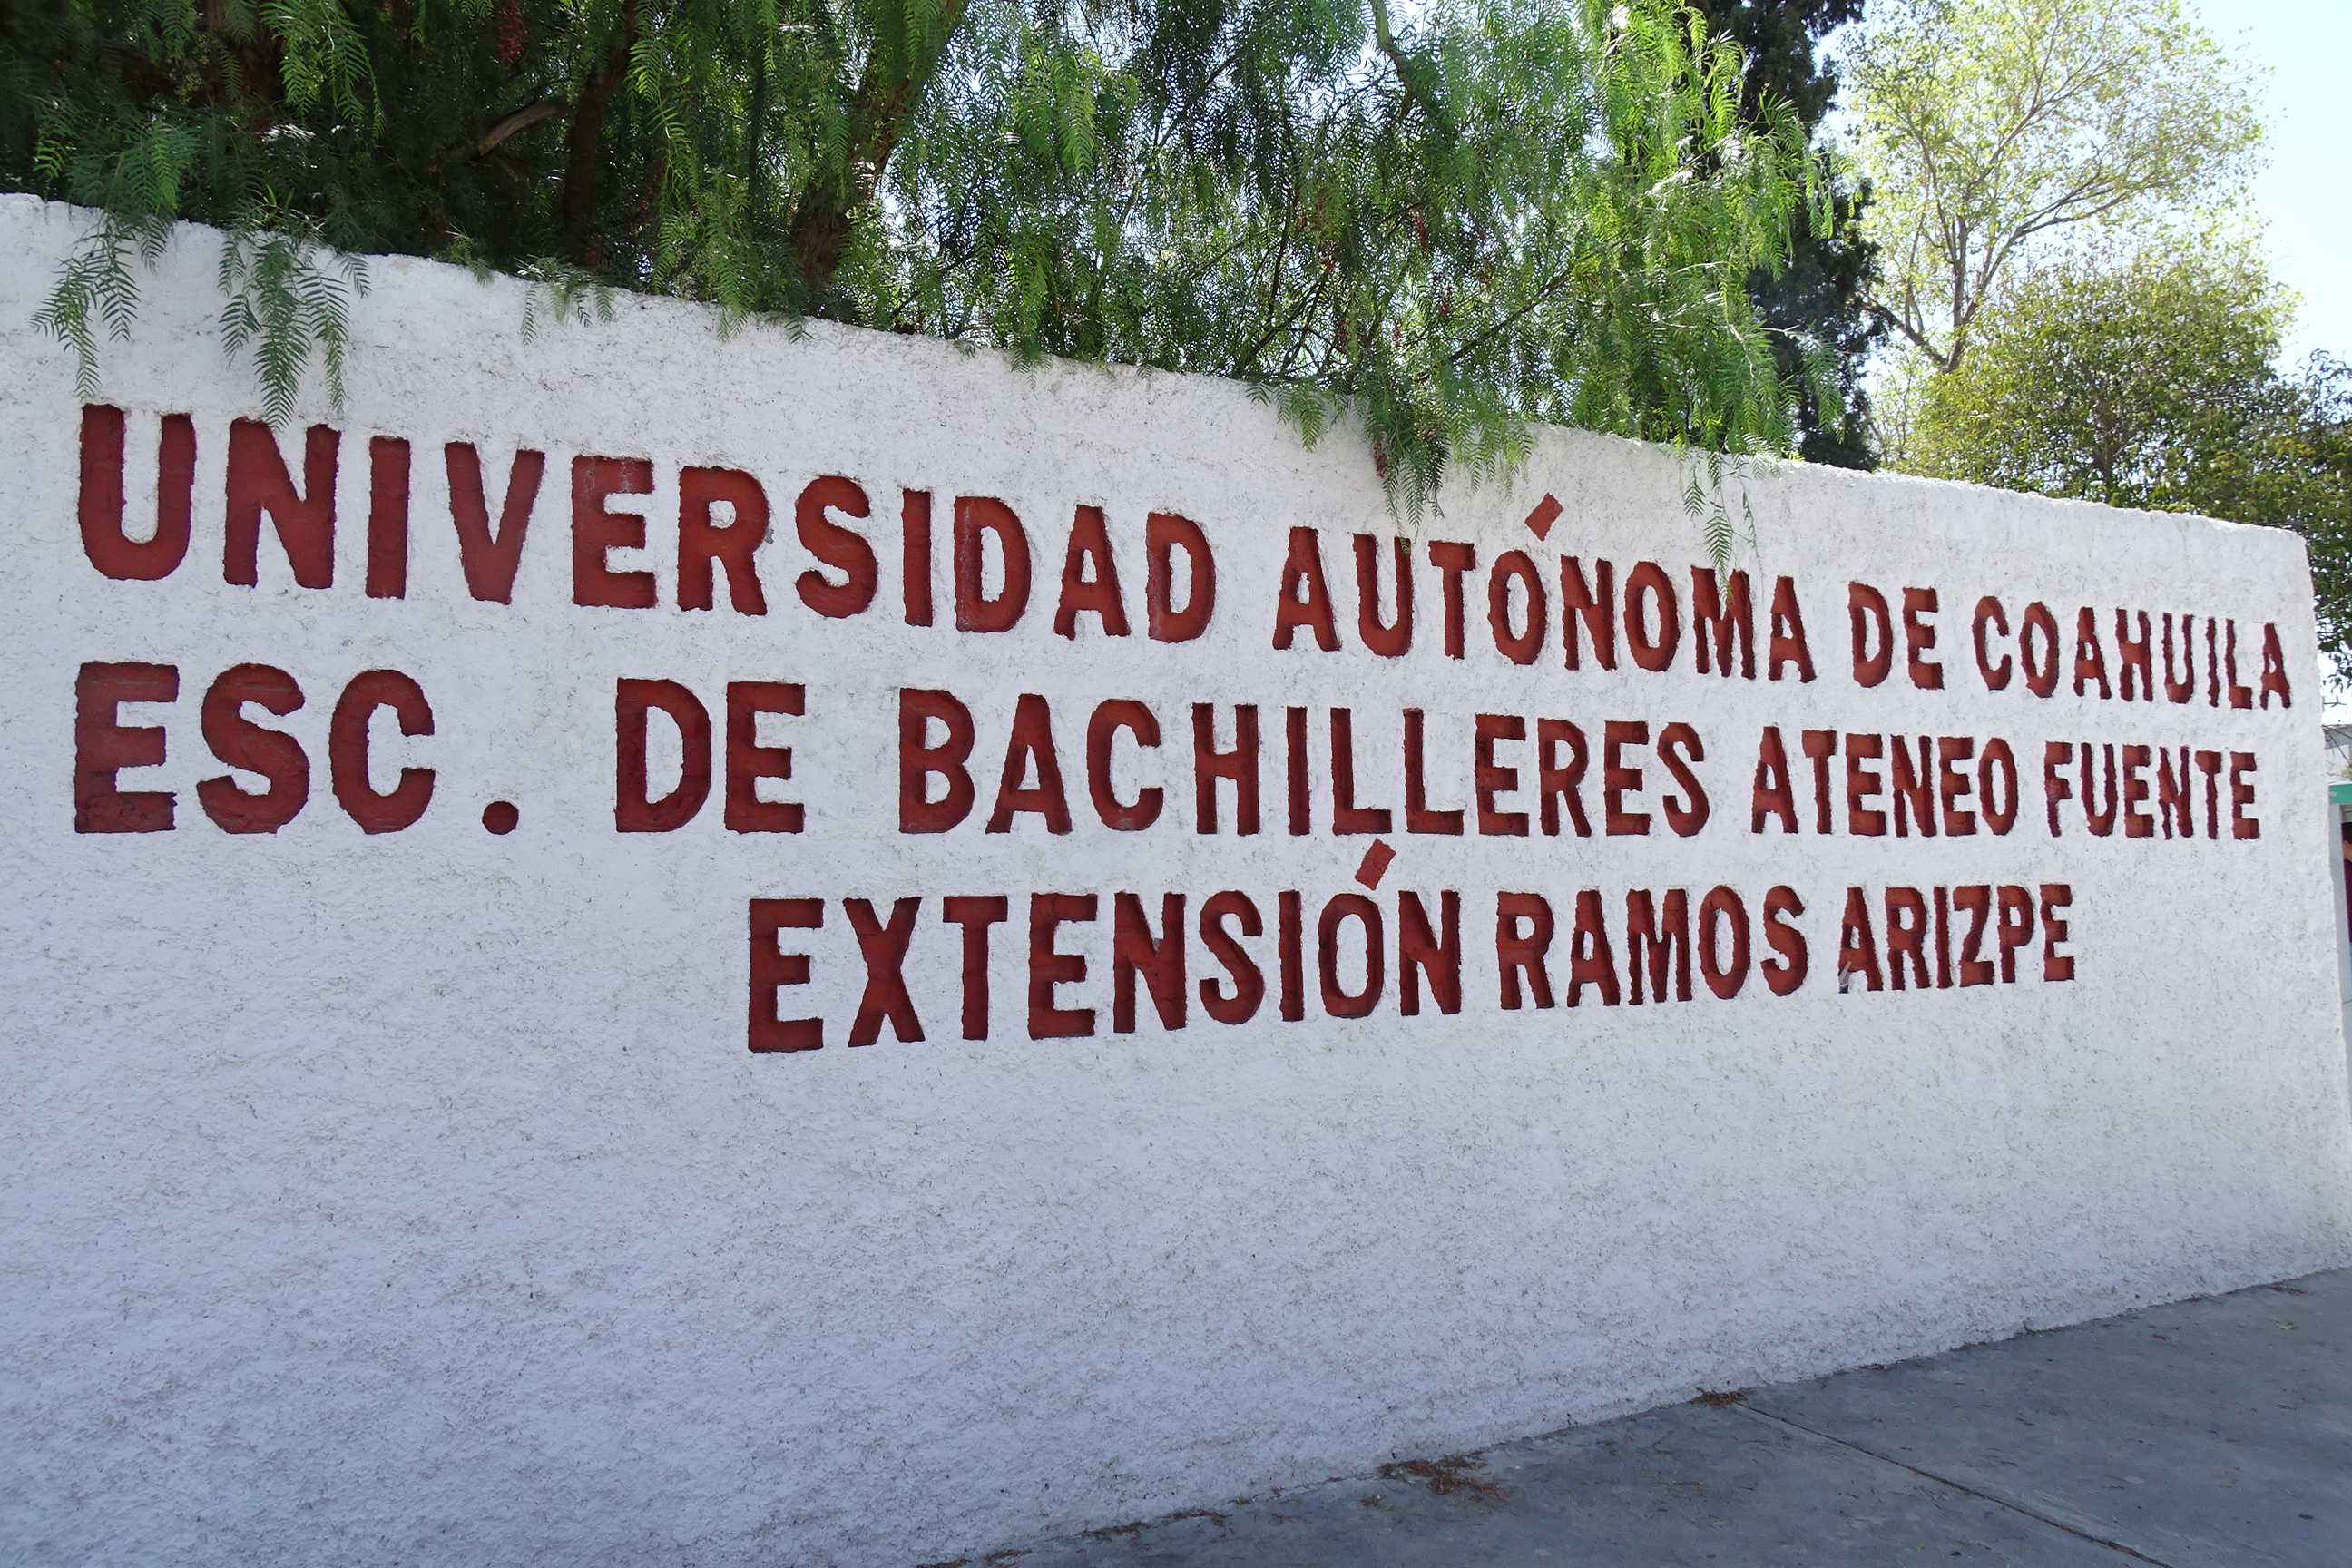 UNIVERSIDAD AUTÓNOMA DE COAHUILA
ESC. DE BACHILLERES ATENEO FUENTE
EXTENSIÓN RAMOS ARIZPE